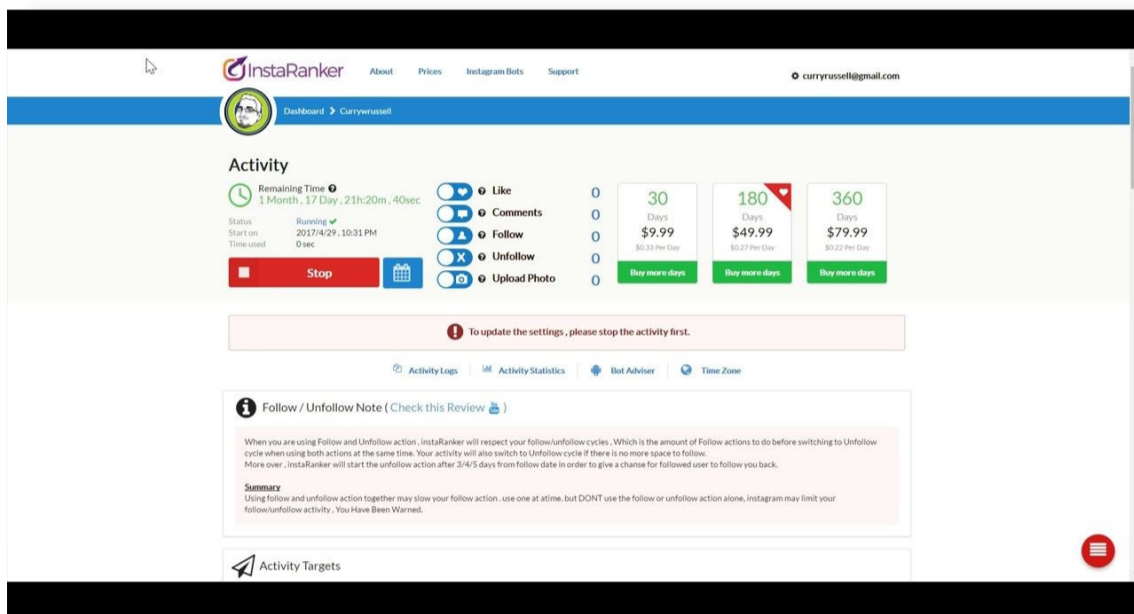 InstaRanker About Prices Instagram Bots Support curryrussell@gmail.com
Dashboard Currywrussell
Activity
Remaining Time
1 Month , 17 Day , 21h:20m , 40sec
Status Running
Start on 2017/4/29 , 10:31 PM
Time used 0 sec
Stop
Like 0
Comments 0
Follow 0
Unfollow 0
Upload Photo 0
30
Days
$9.99
$0.33 Per Day
Buy more days
180
Days
$49.99
$0.27 Per Day
Buy more days
360
Days
$79.99
$0.22 Per Day
Buy more days
To update the settings , please stop the activity first.
Activity Logs Activity Statistics Bot Adviser Time Zone
Follow / Unfollow Note ( Check this Review )
When you are using Follow and Unfollow action , instaRanker will respect your follow/unfollow cycles , Which is the amount of Follow actions to do before switching to Unfollow
cycle when using both actions at the same time. Your activity will also switch to Unfollow cycle if there is no more space to follow.
More over , instaRanker will start the unfollow action after 3/4/5 days from follow date in order to give a chanse for followed user to follow you back.
Summary
Using follow and unfollow action together may slow your follow action . use one at atime. but DONT use the follow or unfollow action alone, instagram may limit your
follow/unfollow activity , You Have Been Warned.
Activity Targets